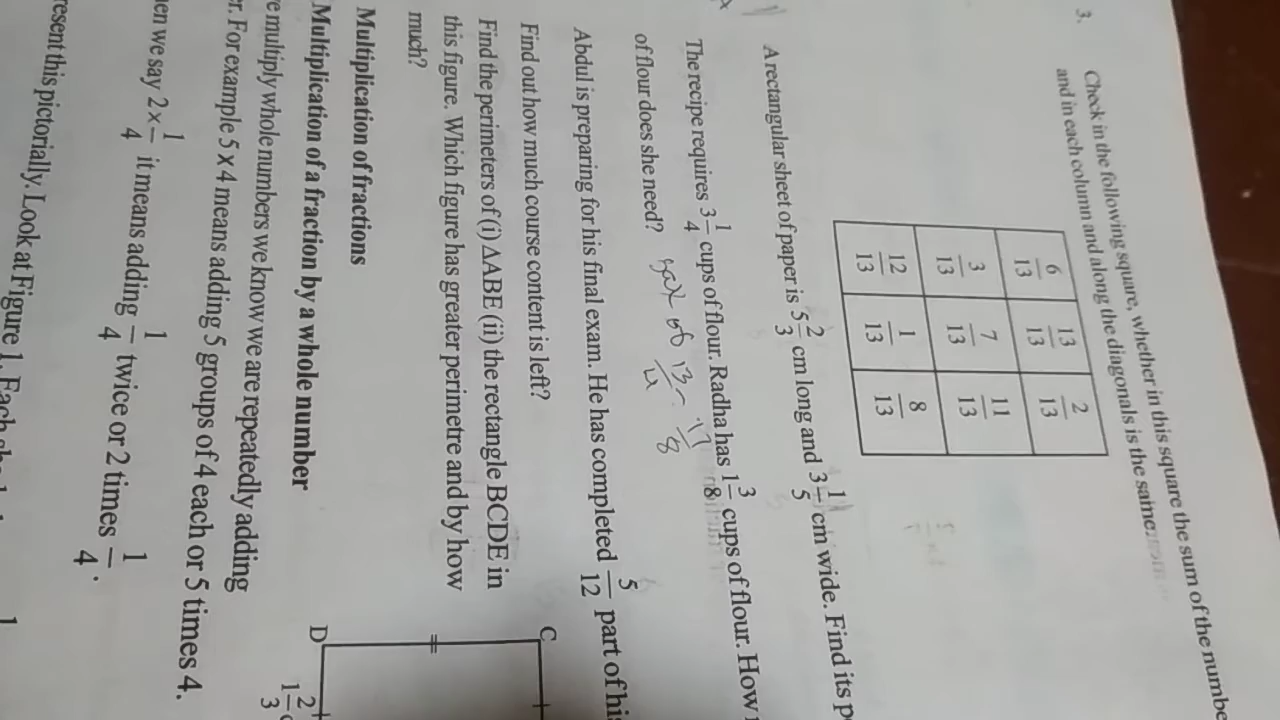 3. Check in the following square, whether in this square the sum of the numbe
and in each column and along the diagonals is the same.
6/13 13/13 2/13
3/13 7/13 11/13
12/13 1/13 8/13
A rectangular sheet of paper is 5 2/3 cm long and 3 1/5 cm wide. Find its p
The recipe requires 3 1/4 cups of flour. Radha has 1 3/8 cups of flour. How
of flour does she need?
Abdul is preparing for his final exam. He has completed 5/12 part of his
Find out how much course content is left?
Find the perimeters of (i) ΔABE (ii) the rectangle BCDE in
this figure. Which figure has greater perimetre and by how
much?
C
D
1 2/3
Multiplication of fractions
Multiplication of a fraction by a whole number
e multiply whole numbers we know we are repeatedly adding
r. For example 5 x 4 means adding 5 groups of 4 each or 5 times 4.
en we say 2 x 1/4 it means adding 1/4 twice or 2 times 1/4.
resent this pictorially. Look at Figure 1. Each
1